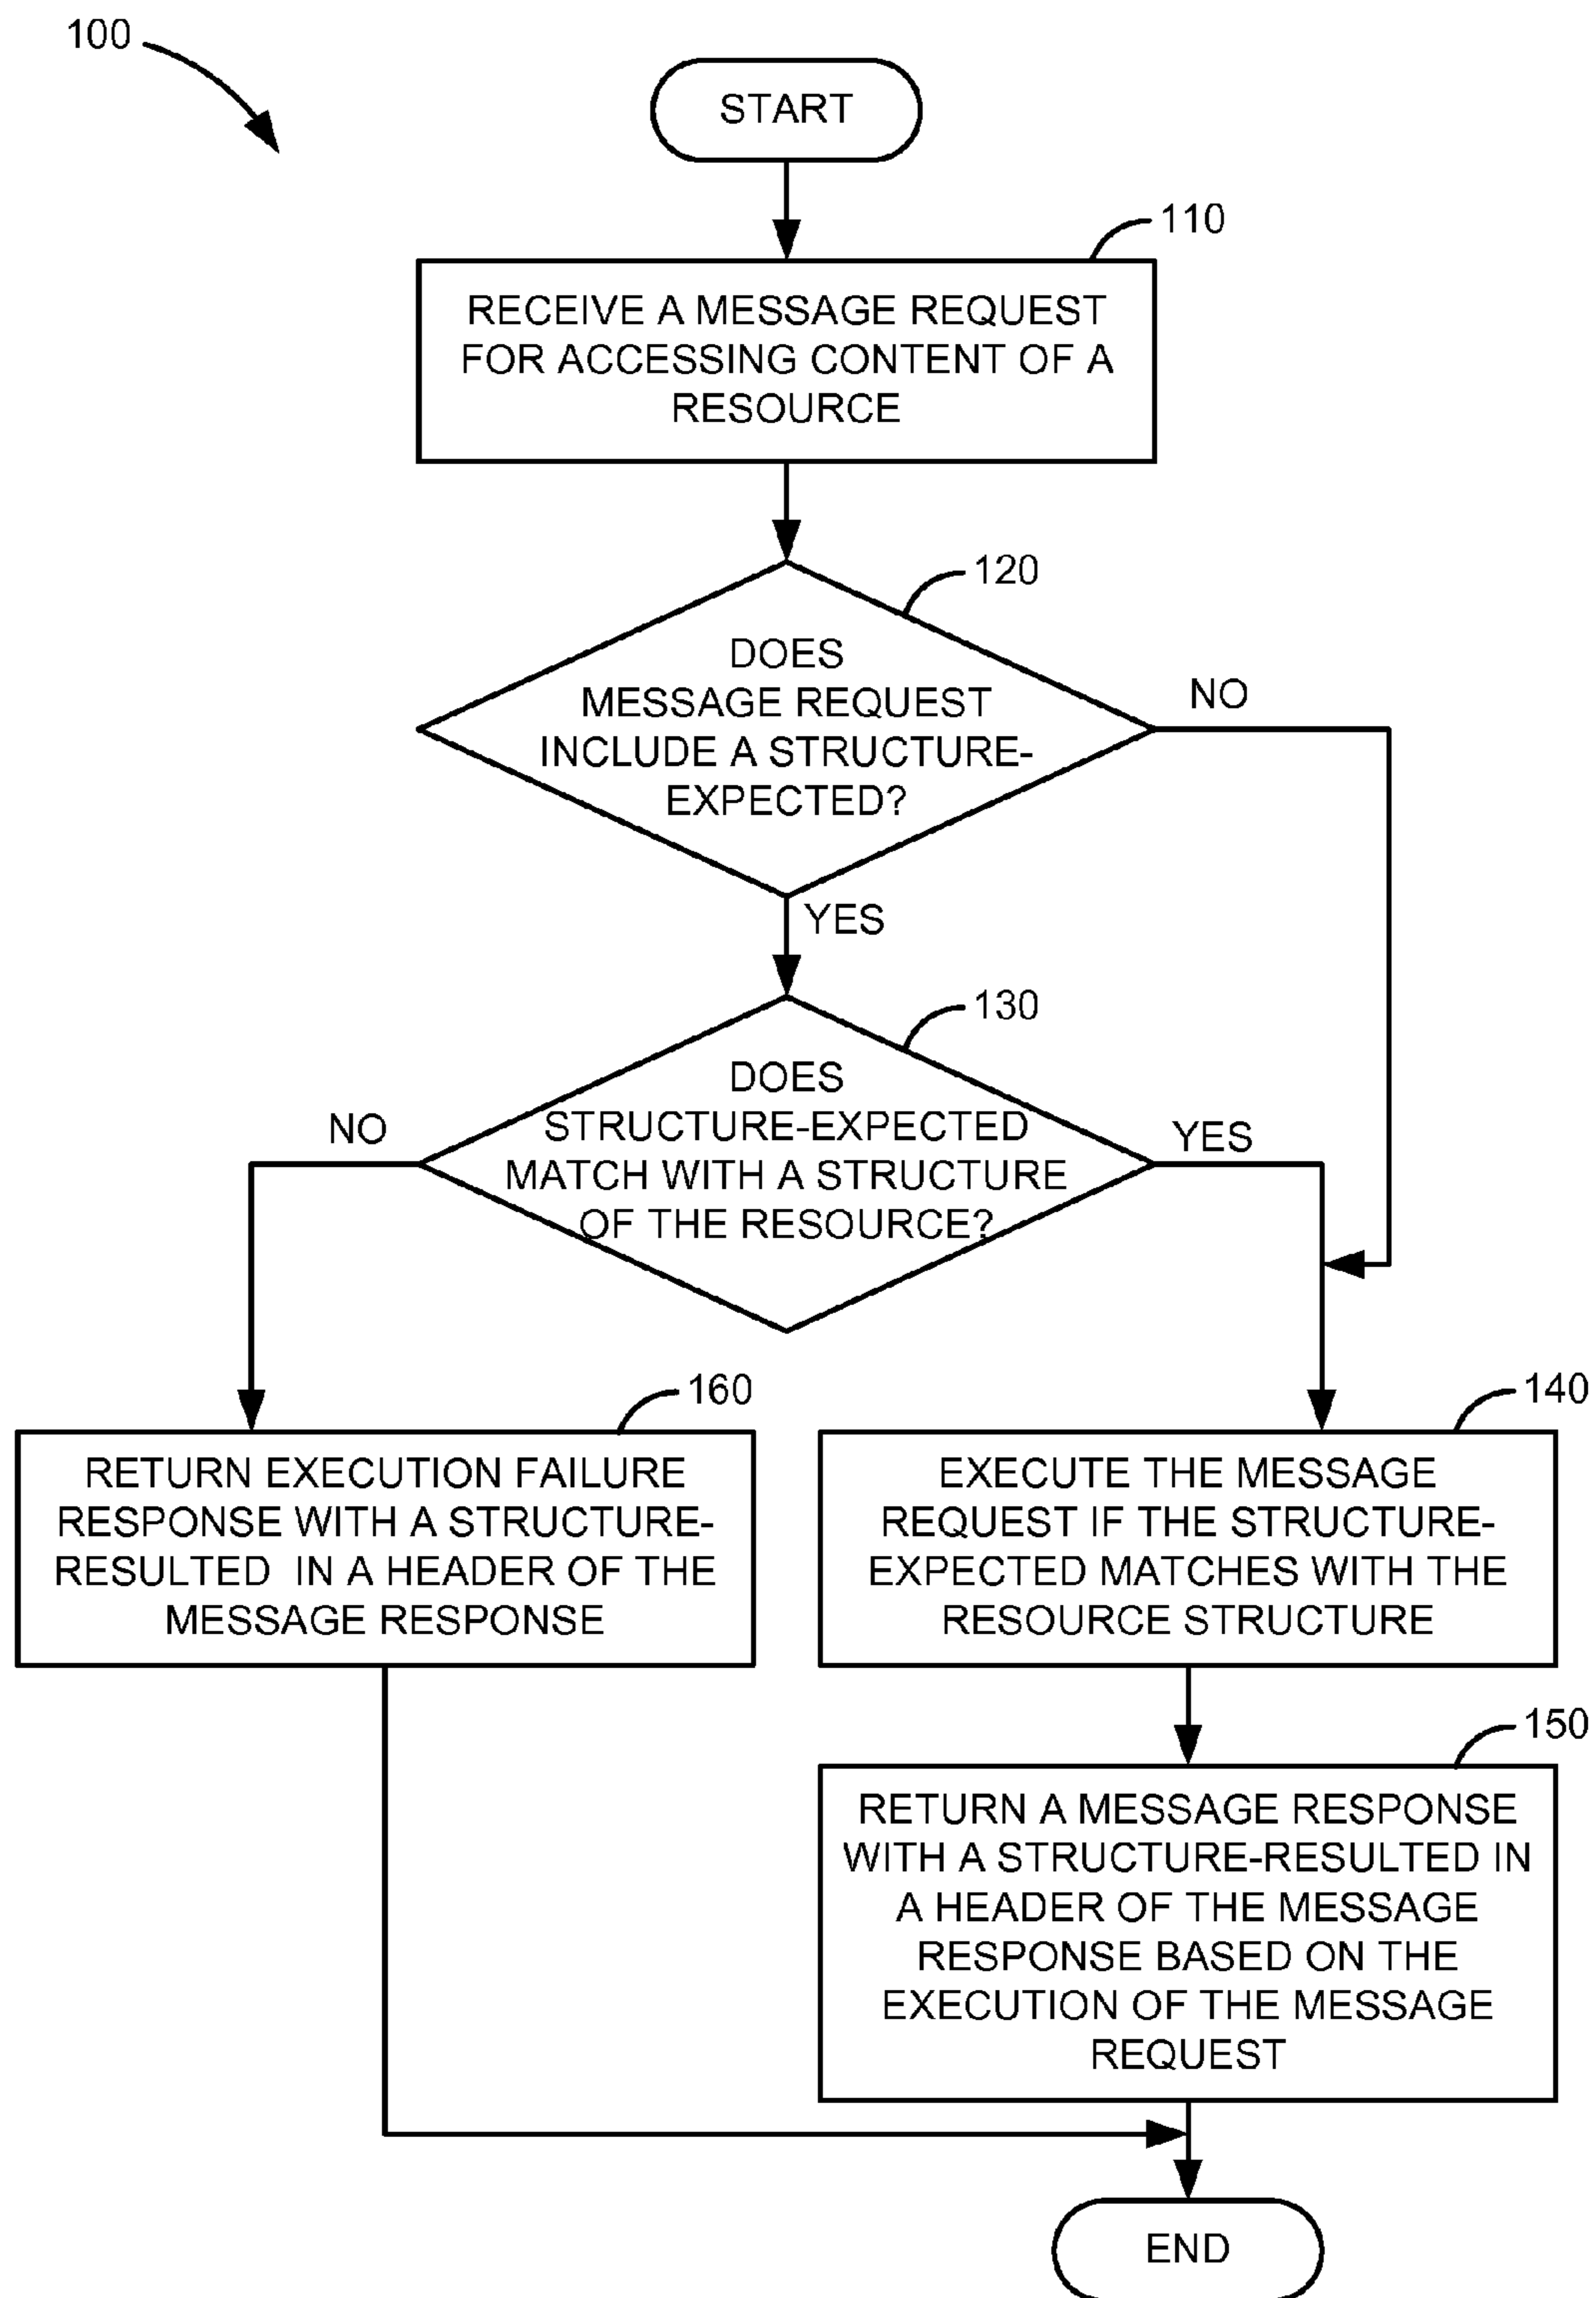 100
START
110
RECEIVE A MESSAGE REQUEST
FOR ACCESSING CONTENT OF A
RESOURCE
120
DOES
MESSAGE REQUEST
INCLUDE A STRUCTURE-
EXPECTED?
NO
YES
130
DOES
STRUCTURE-EXPECTED
MATCH WITH A STRUCTURE
OF THE RESOURCE?
NO
YES
160
RETURN EXECUTION FAILURE
RESPONSE WITH A STRUCTURE-
RESULTED IN A HEADER OF THE
MESSAGE RESPONSE
140
EXECUTE THE MESSAGE
REQUEST IF THE STRUCTURE-
EXPECTED MATCHES WITH THE
RESOURCE STRUCTURE
150
RETURN A MESSAGE RESPONSE
WITH A STRUCTURE-RESULTED IN
A HEADER OF THE MESSAGE
RESPONSE BASED ON THE
EXECUTION OF THE MESSAGE
REQUEST
END